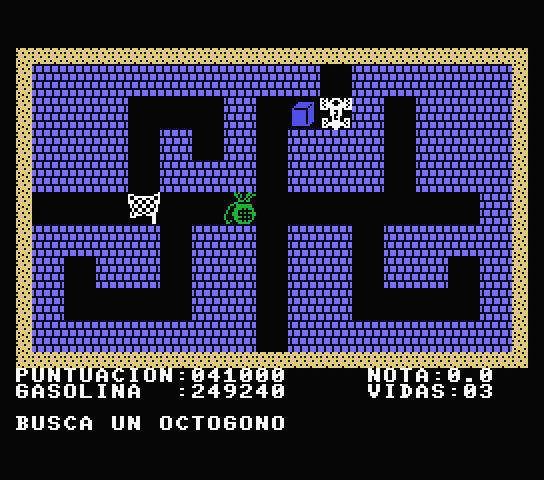 PUNTUACION:041000 NOTA:0.0
GASOLINA :249240 VIDAS:03
BUSCA UN OCTOGONO